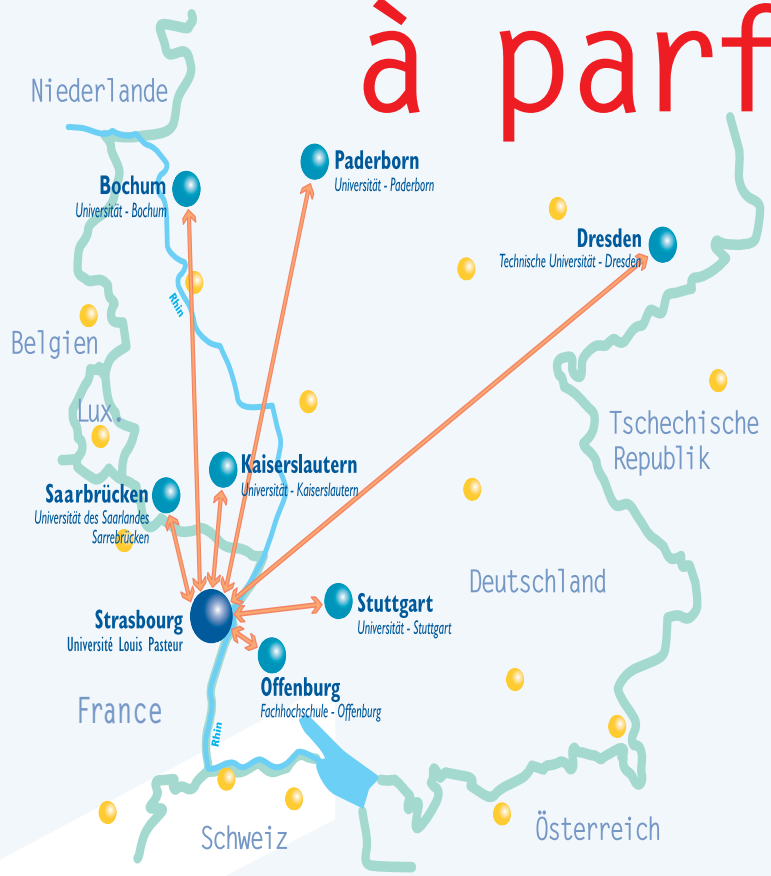 à parf
Niederlande
Paderborn
Universität - Paderborn
Bochum
Universität - Bochum
Dresden
Technische Universität - Dresden
Rhin
Belgien
Lux.
Tschechische
Republik
Kaiserslautern
Universität - Kaiserslautern
Saarbrücken
Universität des Saarlandes
Sarrebrücken
Deutschland
Strasbourg
Université Louis Pasteur
Stuttgart
Universität - Stuttgart
Offenburg
Fachhochschule - Offenburg
France
Rhin
Schweiz
Österreich